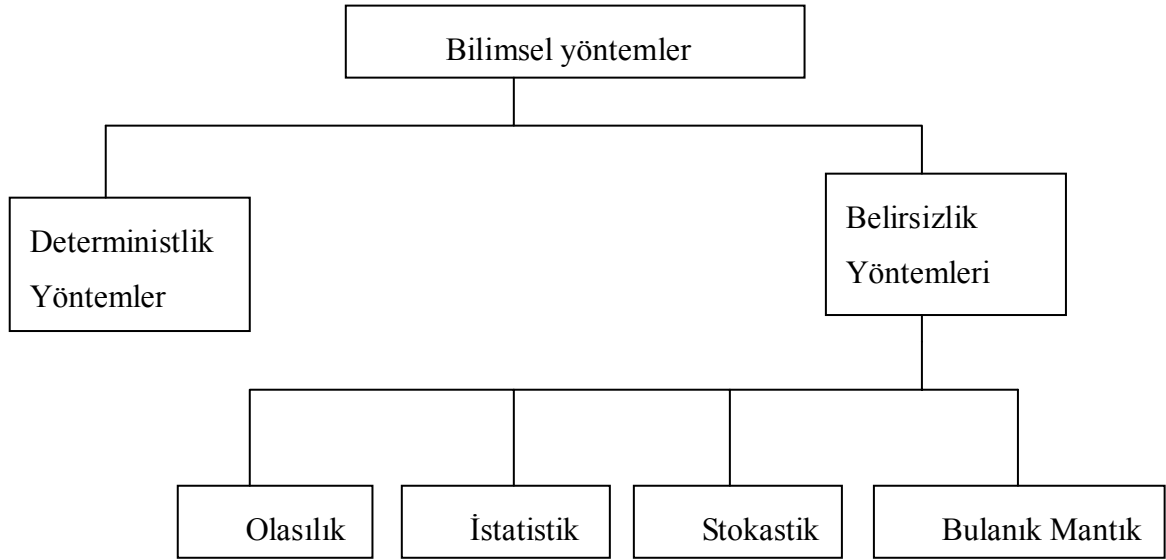 Bilimsel yöntemler
Deterministlik
Yöntemler
Belirsizlik
Yöntemleri
Olasılık
İstatistik
Stokastik
Bulanık Mantık